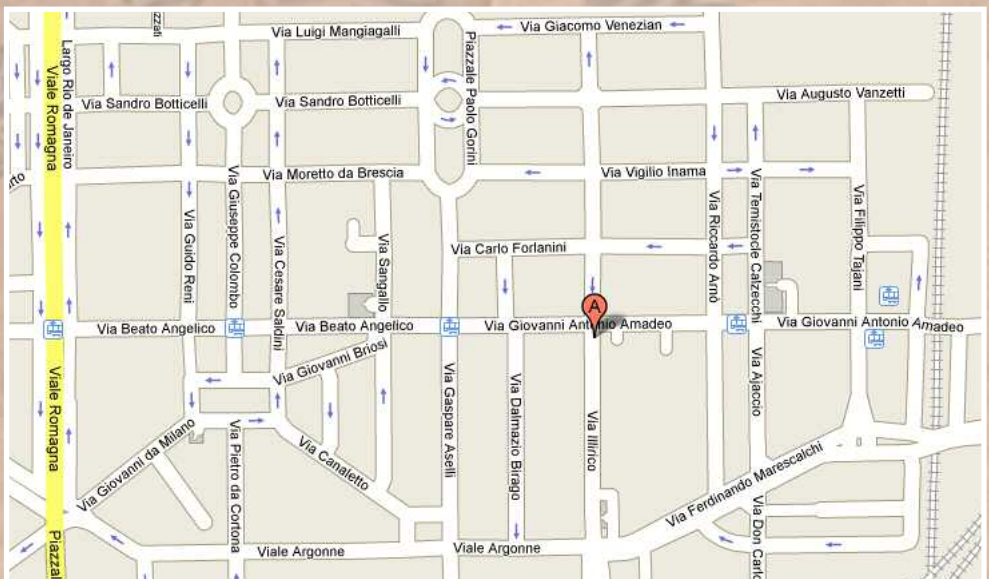 Via Luigi Mangiagalli
Via Giacomo Venezian
Largo Rio de Janeiro
Viale Romagna
Piazzale Paolo Gorini
Via Sandro Botticelli
Via Sandro Botticelli
Via Augusto Vanzetti
Via Moretto da Brescia
Via Vigilio Inama
Via Guido Reni
Via Giuseppe Colombo
Via Cesare Saldini
Via Sangallo
Via Carlo Forlanini
Via Riccardo Arnò
Via Temistocle Calzecchi
Via Filippo Tajani
A
Via Beato Angelico
Via Beato Angelico
Via Giovanni Antonio Amadeo
Via Giovanni Antonio Amadeo
Via Giovanni Briosi
Viale Romagna
Via Gaspare Aselli
Via Dalmazio Birago
Via Illirico
Via Ajaccio
Via Giovanni da Milano
Via Pietro da Cortona
Via Canaletto
Via Ferdinando Marescalchi
Via Don Carlo
Viale Argonne
Viale Argonne
Piazzal